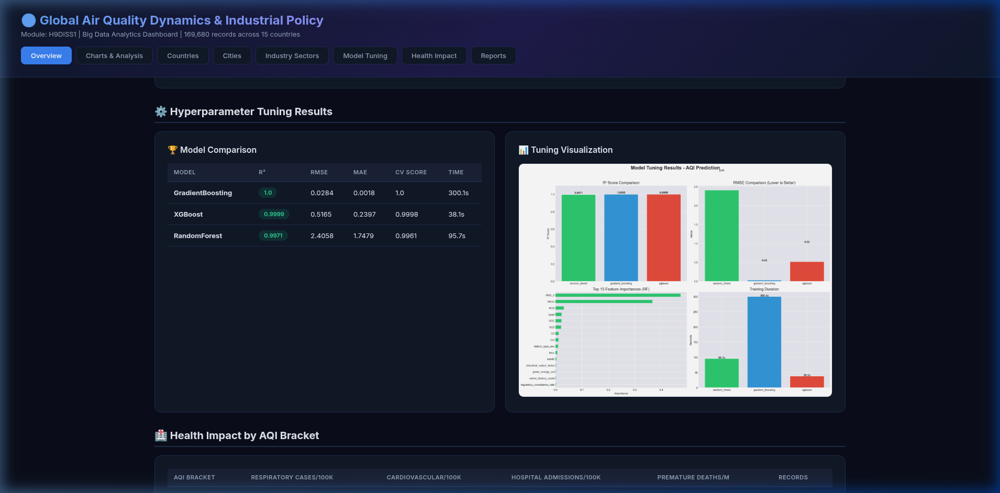 🔵 Global Air Quality Dynamics & Industrial Policy
Module: H9DISS1 | Big Data Analytics Dashboard | 169,680 records across 15 countries
Overview
Charts & Analysis
Countries
Cities
Industry Sectors
Model Tuning
Health Impact
Reports
⚙️ Hyperparameter Tuning Results
🏆 Model Comparison
MODEL R² RMSE MAE CV SCORE TIME
GradientBoosting 1.0 0.0284 0.0018 1.0 300.1s
XGBoost 0.9999 0.5165 0.2397 0.9998 38.1s
RandomForest 0.9971 2.4058 1.7479 0.9961 95.7s
📊 Tuning Visualization
Model Tuning Results - AQI Prediction
2.41
R² Score Comparison
R² Score
1.0
0.8
0.6
0.4
0.2
0.0
0.9971
1.0000
0.9999
random_forest
gradient_boosting
xgboost
RMSE Comparison (Lower is Better)
RMSE
2.5
2.0
1.5
1.0
0.5
0.0
0.03
0.52
random_forest
gradient_boosting
xgboost
Top 15 Feature Importances (RF)
PM2_5
PM10
NO2
Lead
VOC
SO2
O3
CO
station_type_enc
hour
month
industrial_output_index
green_energy_pct
active_factory_count
regulatory_compliance_rate
0.0 0.1 0.2 0.3 0.4
Importance
Training Duration
Seconds
300
250
200
150
100
50
0
95.7s
300.1s
38.1s
random_forest
gradient_boosting
xgboost
🏥 Health Impact by AQI Bracket
AQI BRACKET RESPIRATORY CASES/100K CARDIOVASCULAR/100K HOSPITAL ADMISSIONS/100K PREMATURE DEATHS/M RECORDS